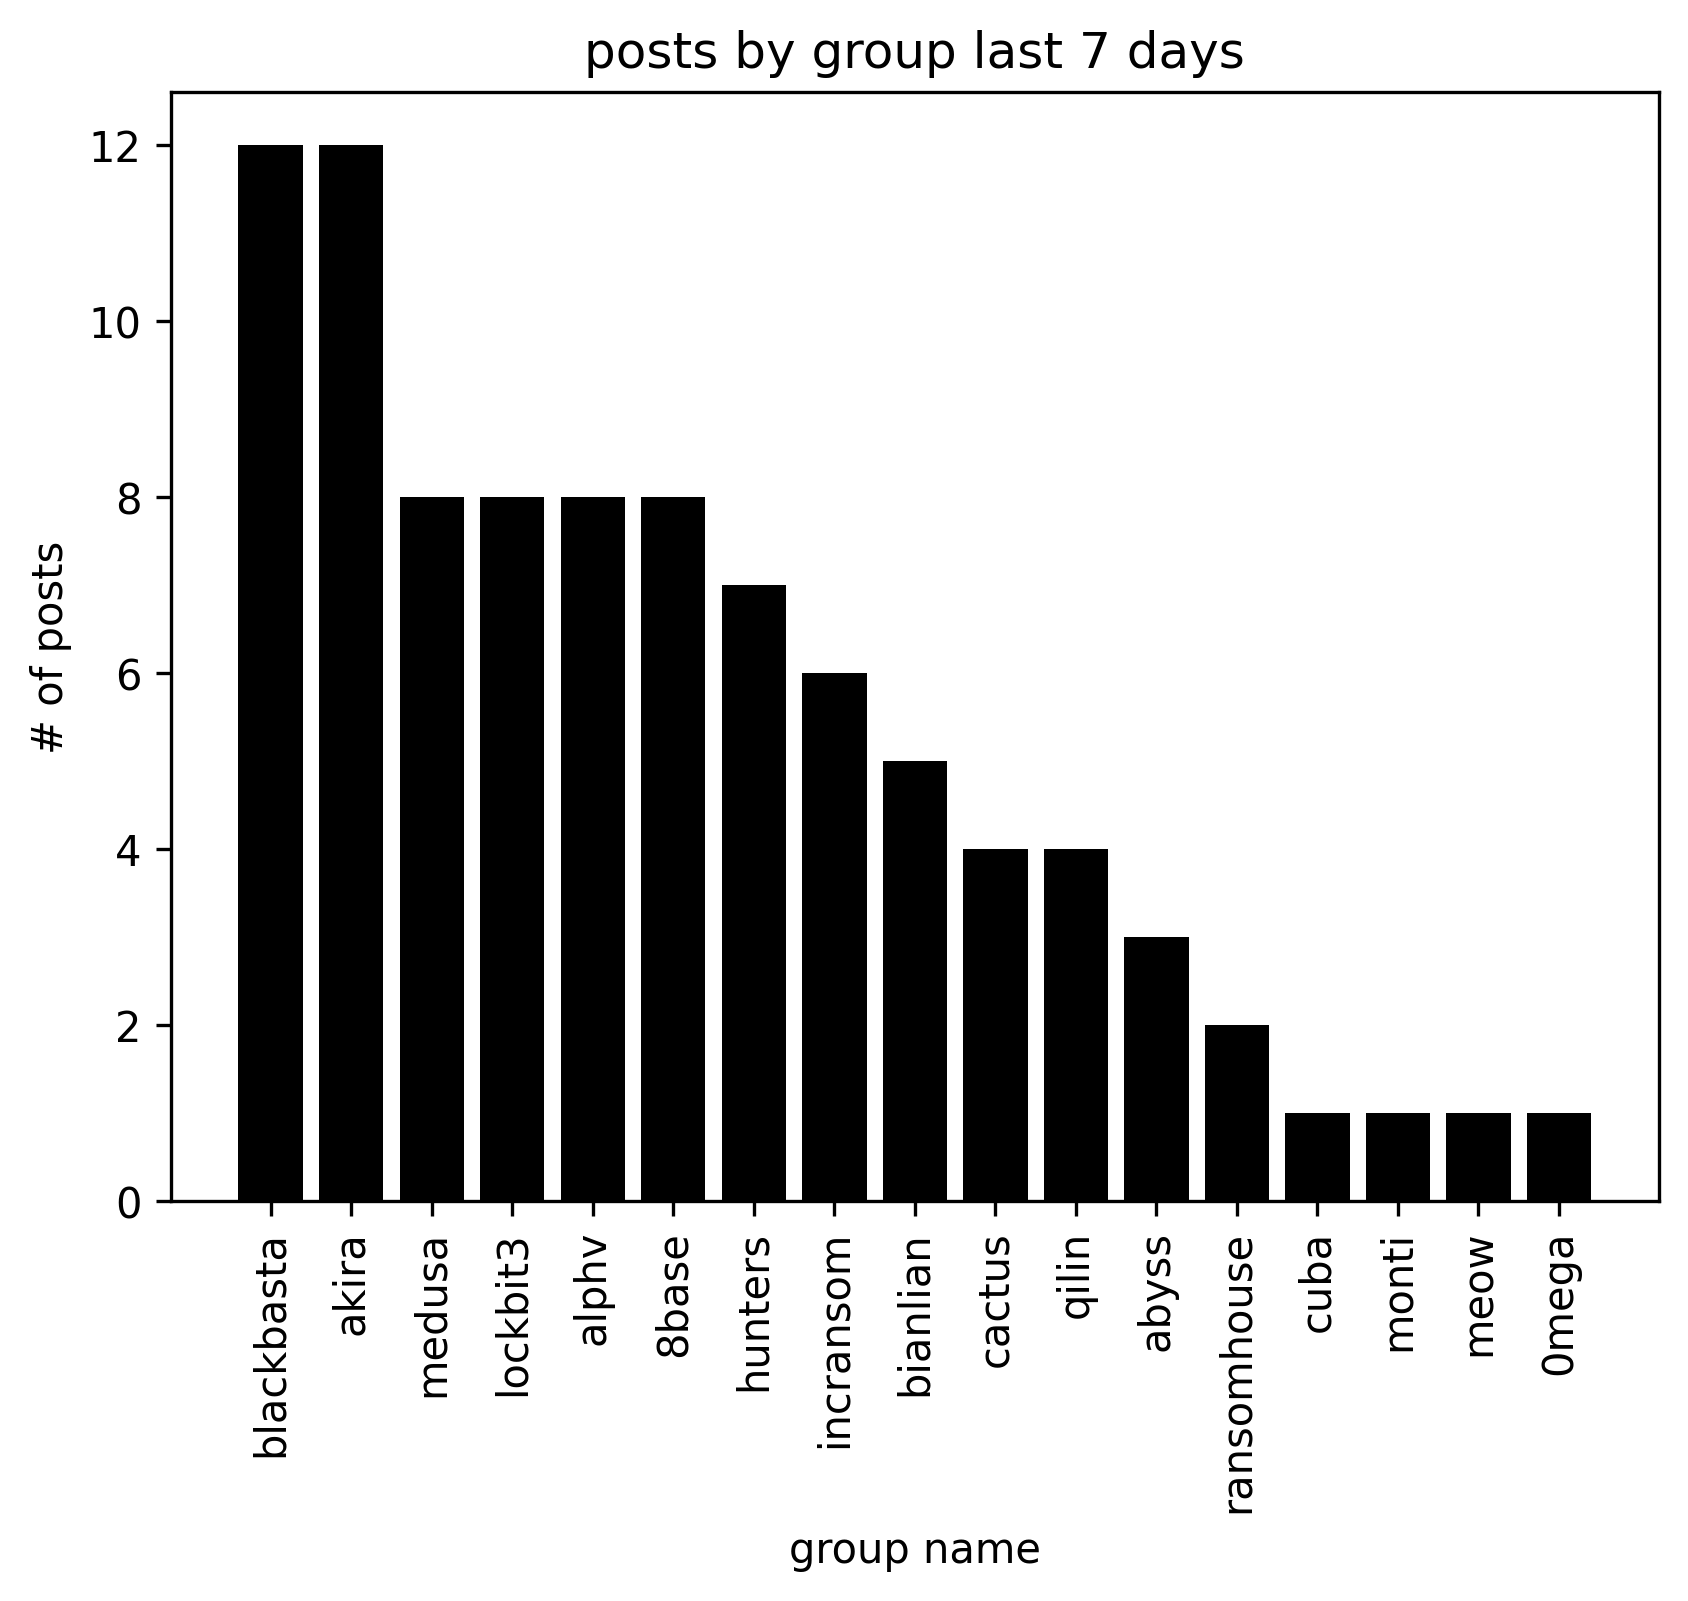 posts by group last 7 days
# of posts
12
10
8
6
4
2
0
blackbasta
akira
medusa
lockbit3
alphv
8base
hunters
incransom
bianlian
cactus
qilin
abyss
ransomhouse
cuba
monti
meow
0mega
group name